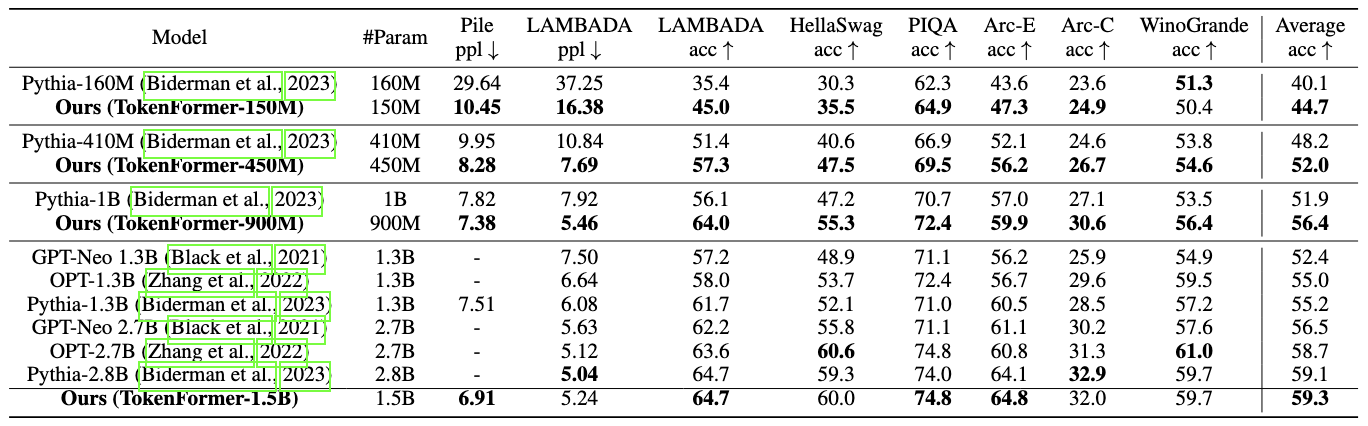 Model #Param Pile LAMBADA LAMBADA HellaSwag PIQA Arc-E Arc-C WinoGrande Average
ppl ↓ ppl ↓ acc ↑ acc ↑ acc ↑ acc ↑ acc ↑ acc ↑ acc ↑
Pythia-160M (Biderman et al., 2023) 160M 29.64 37.25 35.4 30.3 62.3 43.6 23.6 51.3 40.1
Ours (TokenFormer-150M) 150M 10.45 16.38 45.0 35.5 64.9 47.3 24.9 50.4 44.7
Pythia-410M (Biderman et al., 2023) 410M 9.95 10.84 51.4 40.6 66.9 52.1 24.6 53.8 48.2
Ours (TokenFormer-450M) 450M 8.28 7.69 57.3 47.5 69.5 56.2 26.7 54.6 52.0
Pythia-1B (Biderman et al., 2023) 1B 7.82 7.92 56.1 47.2 70.7 57.0 27.1 53.5 51.9
Ours (TokenFormer-900M) 900M 7.38 5.46 64.0 55.3 72.4 59.9 30.6 56.4 56.4
GPT-Neo 1.3B (Black et al., 2021) 1.3B - 7.50 57.2 48.9 71.1 56.2 25.9 54.9 52.4
OPT-1.3B (Zhang et al., 2022) 1.3B - 6.64 58.0 53.7 72.4 56.7 29.6 59.5 55.0
Pythia-1.3B (Biderman et al., 2023) 1.3B 7.51 6.08 61.7 52.1 71.0 60.5 28.5 57.2 55.2
GPT-Neo 2.7B (Black et al., 2021) 2.7B - 5.63 62.2 55.8 71.1 61.1 30.2 57.6 56.5
OPT-2.7B (Zhang et al., 2022) 2.7B - 5.12 63.6 60.6 74.8 60.8 31.3 61.0 58.7
Pythia-2.8B (Biderman et al., 2023) 2.8B - 5.04 64.7 59.3 74.0 64.1 32.9 59.7 59.1
Ours (TokenFormer-1.5B) 1.5B 6.91 5.24 64.7 60.0 74.8 64.8 32.0 59.7 59.3